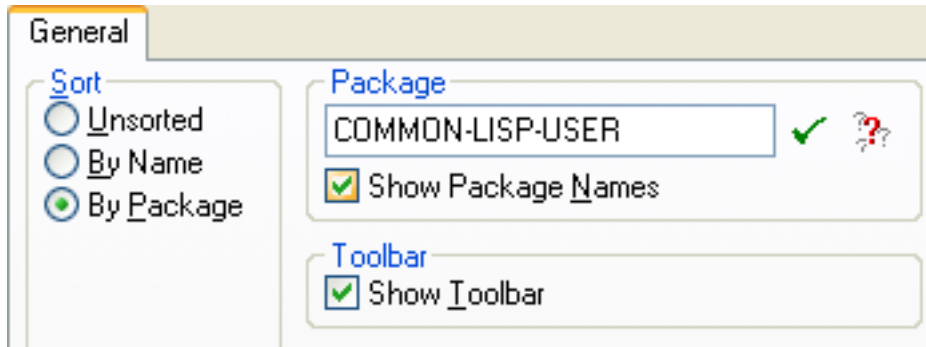 General
Sort
Unsorted
By Name
By Package
Package
COMMON-LISP-USER
Show Package Names
Toolbar
Show Toolbar